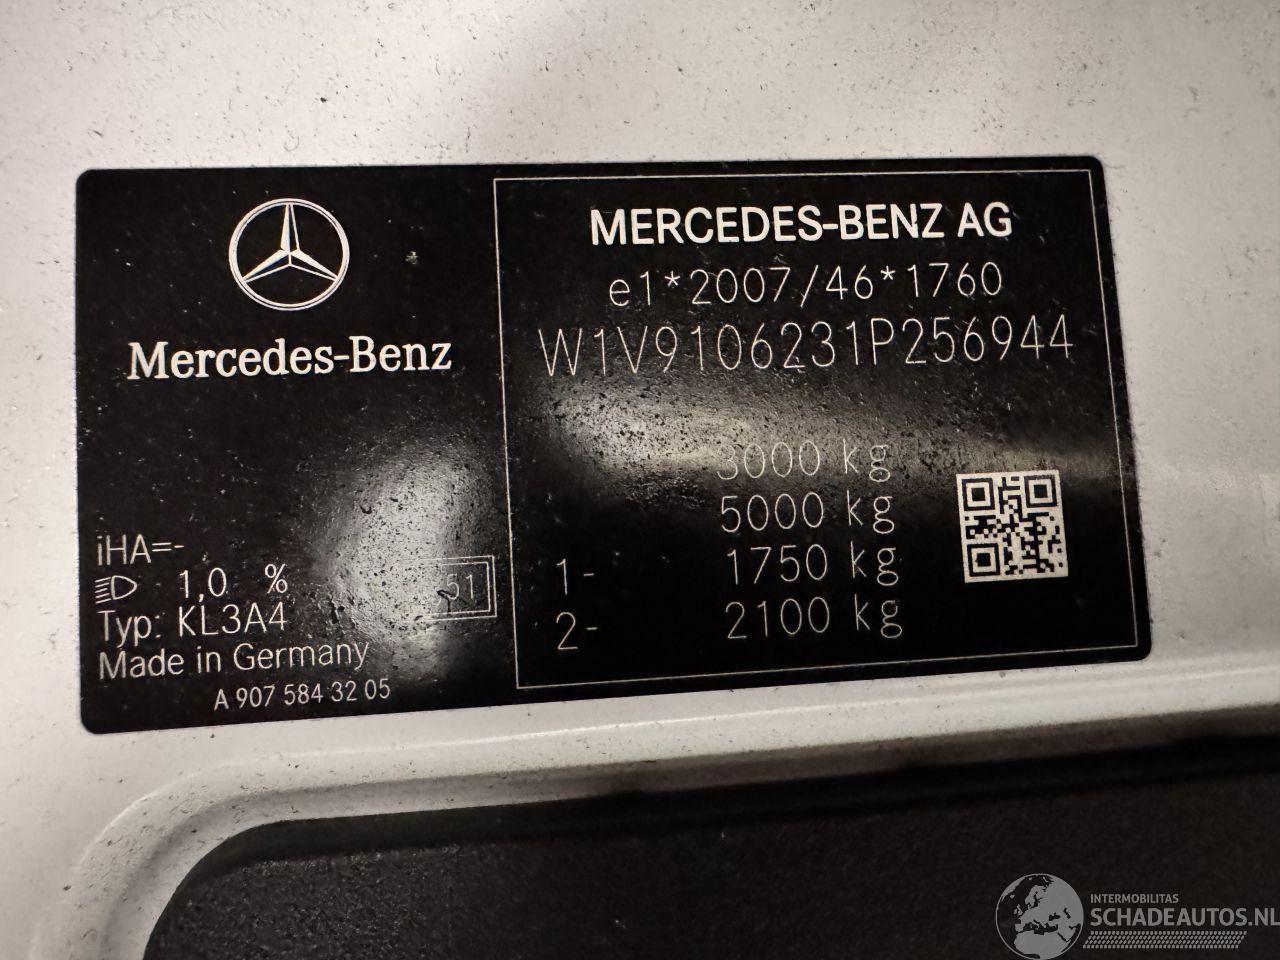 Mercedes-Benz
iHA=-
1,0 %
Typ: KL3A4
Made in Germany
A 907 584 32 05
51
MERCEDES-BENZ AG
e1*2007/46*1760
W1V9106231P256944
3000 kg
5000 kg
1- 1750 kg
2- 2100 kg
INTERMOBILITAS
SCHADEAUTOS.NL